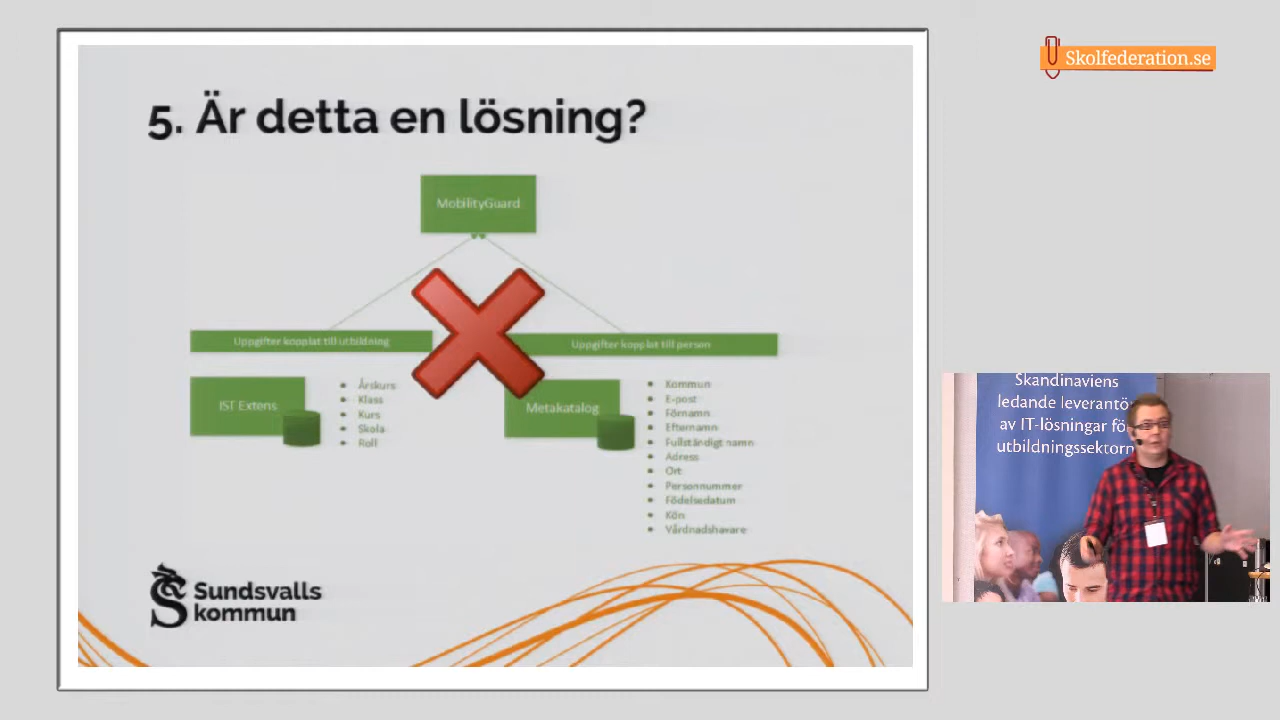 Skolfederation.se
5. Är detta en lösning?
MobilityGuard
Uppgifter kopplat till utbildning
Uppgifter kopplat till person
IST Extens
Årskurs
Klass
Kurs
Skola
Roll
Metakatalog
Kommun
E-post
Förnamn
Efternamn
Fullständigt namn
Adress
Ort
Personnummer
Födelsedatum
Kön
Vårdnadshavare
Sundsvalls
kommun
Skandinaviens
ledande leverantö
av IT-lösningar fö
utbildningssektorn